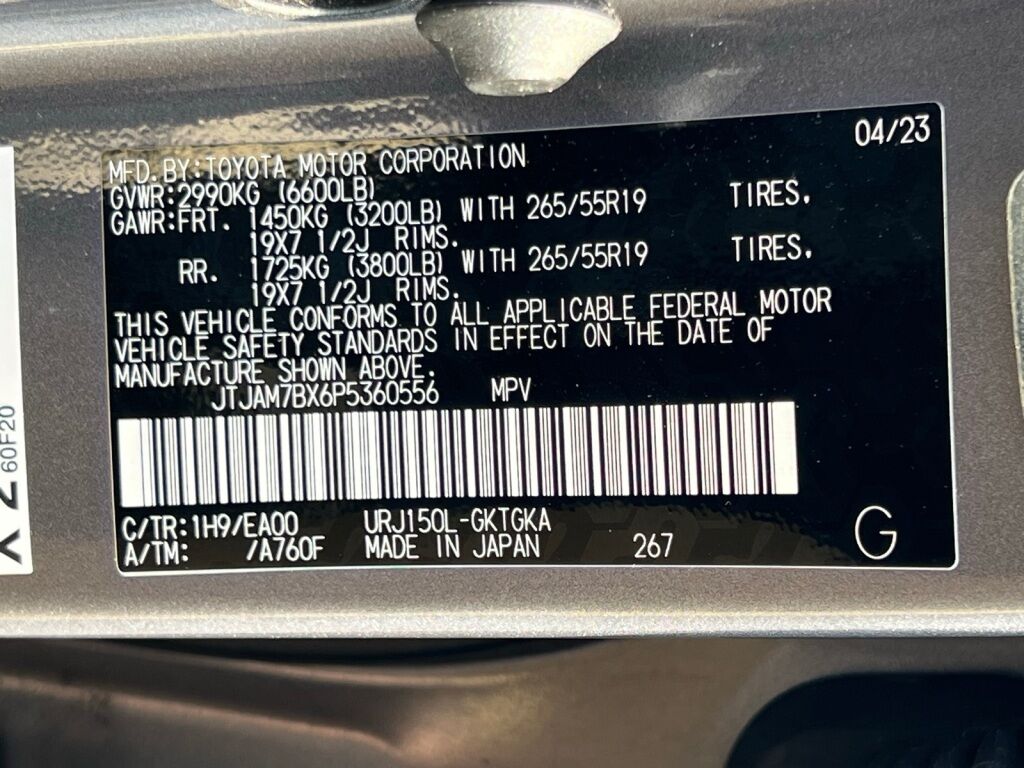 04/23
MFD.BY:TOYOTA MOTOR CORPORATION
GVWR:2990KG (6600LB)
GAWR:FRT. 1450KG (3200LB) WITH 265/55R19 TIRES,
19X7 1/2J RIMS.
RR. 1725KG (3800LB) WITH 265/55R19 TIRES,
19X7 1/2J RIMS.
THIS VEHICLE CONFORMS TO ALL APPLICABLE FEDERAL MOTOR
VEHICLE SAFETY STANDARDS IN EFFECT ON THE DATE OF
MANUFACTURE SHOWN ABOVE.
JTJAM7BX6P5360556 MPV
C/TR:1H9/EA00 URJ150L-GKTGKA
A/TM: /A760F MADE IN JAPAN 267 G
60F20